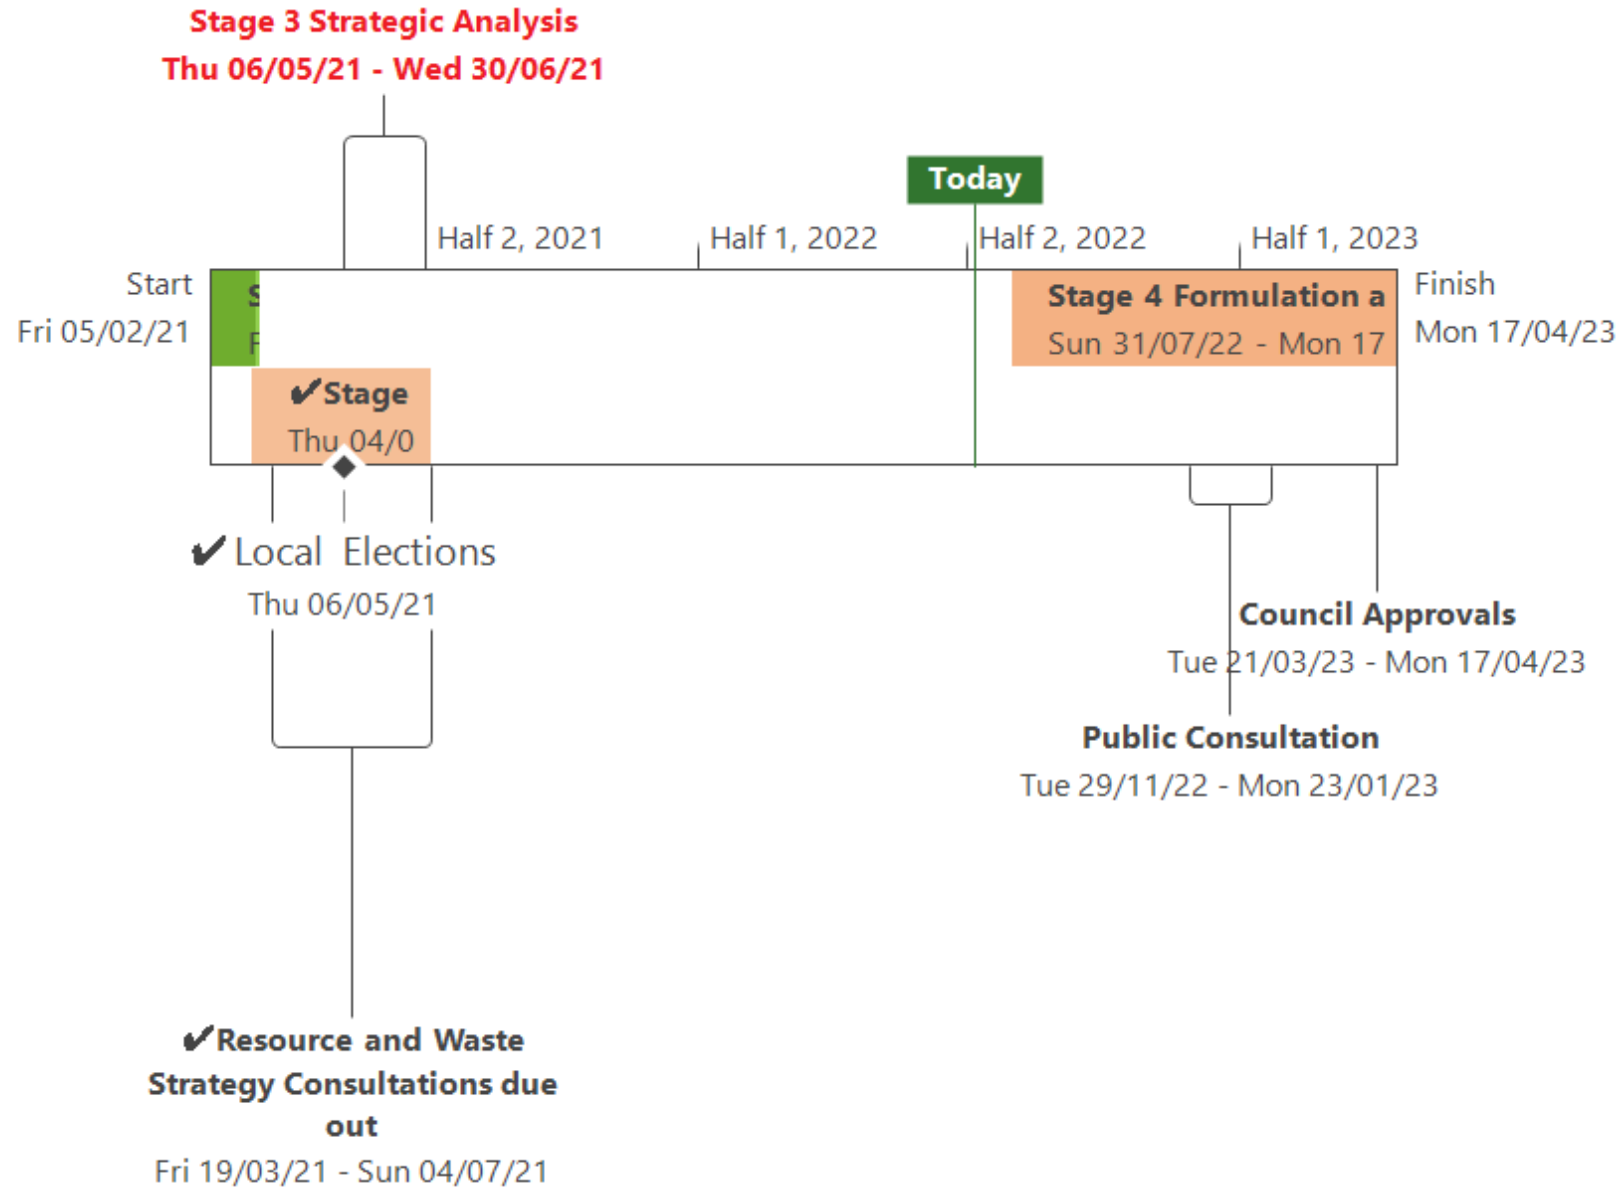 Stage 3 Strategic Analysis
Thu 06/05/21 - Wed 30/06/21
Today
Half 2, 2021
Half 1, 2022
Half 2, 2022
Half 1, 2023
Start
Fri 05/02/21
S
F
Stage 4 Formulation a
Sun 31/07/22 - Mon 17
Finish
Mon 17/04/23
✔Stage
Thu 04/0
✔Local Elections
Thu 06/05/21
Council Approvals
Tue 21/03/23 - Mon 17/04/23
Public Consultation
Tue 29/11/22 - Mon 23/01/23
✔Resource and Waste
Strategy Consultations due
out
Fri 19/03/21 - Sun 04/07/21